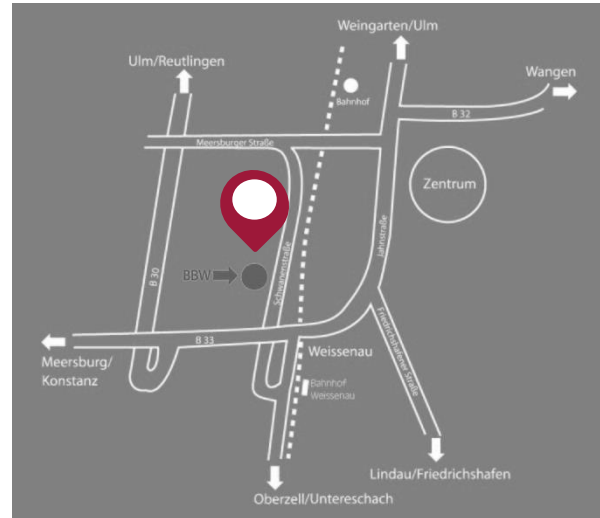 Weingarten/Ulm
Ulm/Reutlingen
Wangen
Bahnhof
B 32
Meersburger Straße
Zentrum
Jahnstraße
Schwanenstraße
BBW
B 30
Friedrichshafener Straße
B 33
Weissenau
Meersburg/
Konstanz
Bahnhof
Weissenau
Lindau/Friedrichshafen
Oberzell/Untereschach